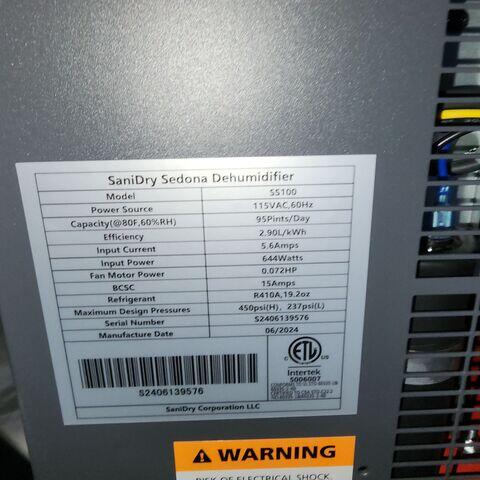 SaniDry Sedona Dehumidifier
Model SS100
Power Source 115VAC,60Hz
Capacity(@80F,60%RH) 95Pints/Day
Efficiency 2.90L/kWh
Input Current 5.6Amps
Input Power 644Watts
Fan Motor Power 0.072HP
BCSC 15Amps
Refrigerant R410A,19.2oz
Maximum Design Pressures 450psi(H), 237psi(L)
Serial Number S2406139576
Manufacture Date 06/2024
ETL
C US
Intertek
5006007
S2406139576
SaniDry Corporation LLC
WARNING
RISK OF ELECTRICAL SHOCK